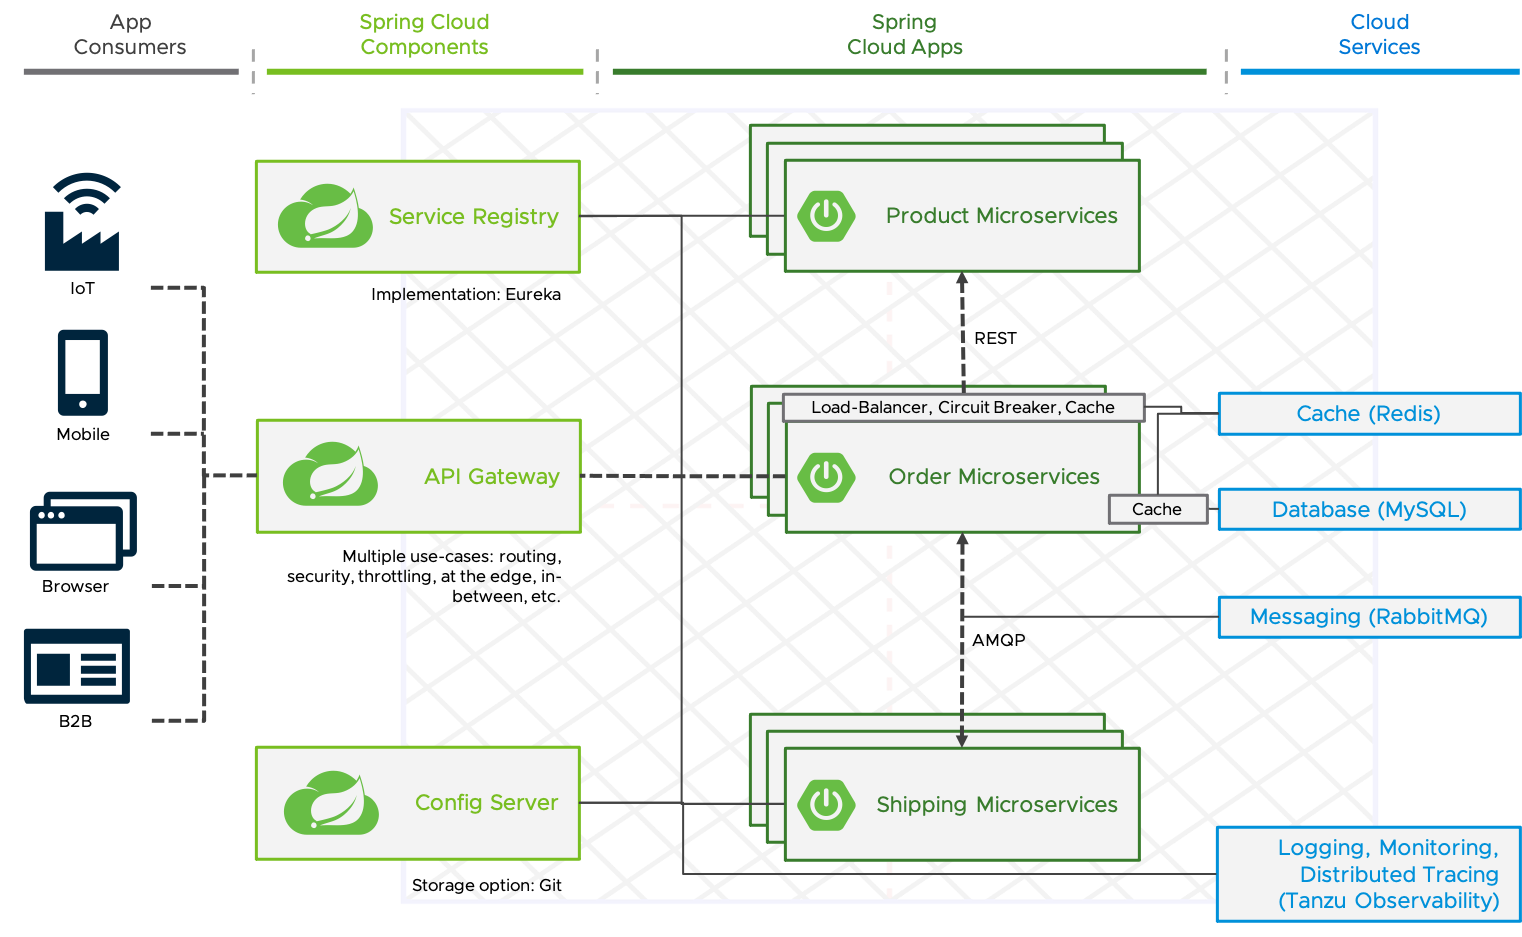 App
Consumers
Spring Cloud
Components
Spring
Cloud Apps
Cloud
Services
IoT
Mobile
Browser
B2B
Service Registry
Implementation: Eureka
API Gateway
Multiple use-cases: routing,
security, throttling, at the edge, in-
between, etc.
Config Server
Storage option: Git
Product Microservices
REST
Load-Balancer, Circuit Breaker, Cache
Order Microservices
Cache
AMQP
Shipping Microservices
Cache (Redis)
Database (MySQL)
Messaging (RabbitMQ)
Logging, Monitoring,
Distributed Tracing
(Tanzu Observability)